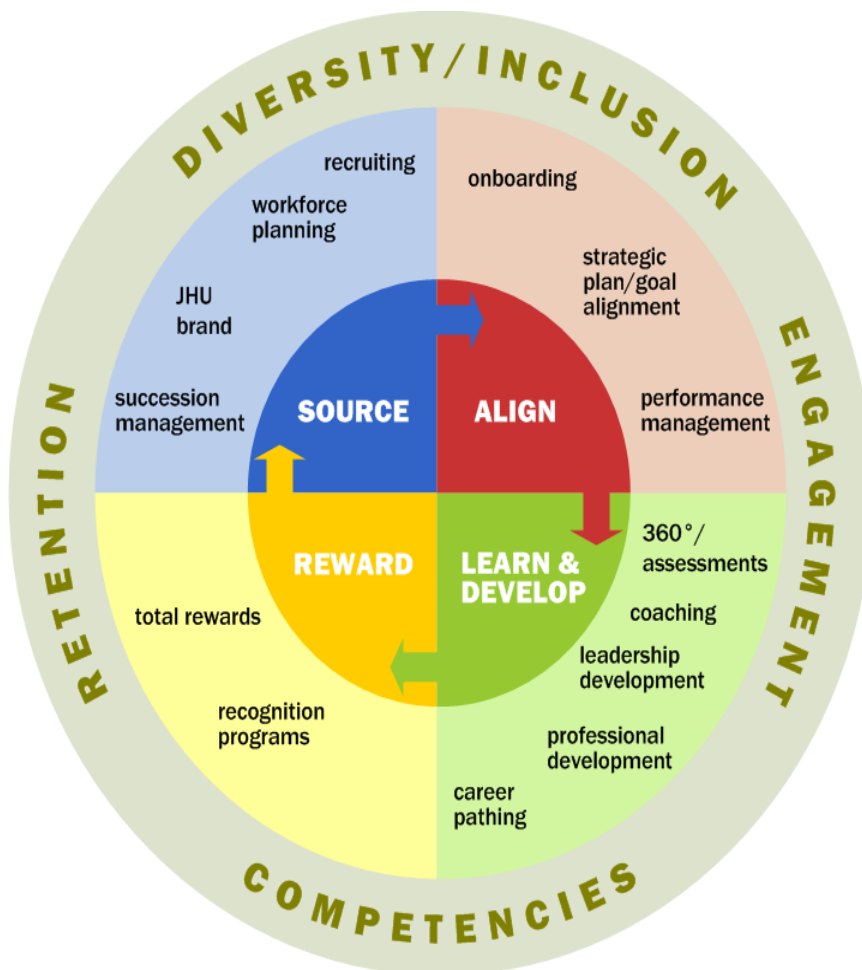 DIVERSITY/INCLUSION
recruiting
workforce
planning
JHU
brand
succession
management
onboarding
strategic
plan/goal
alignment
performance
management
SOURCE
ALIGN
REWARD
LEARN &
DEVELOP
total rewards
recognition
programs
360°/
assessments
coaching
leadership
development
professional
development
career
pathing
RETENTION
ENGAGEMENT
COMPETENCIES